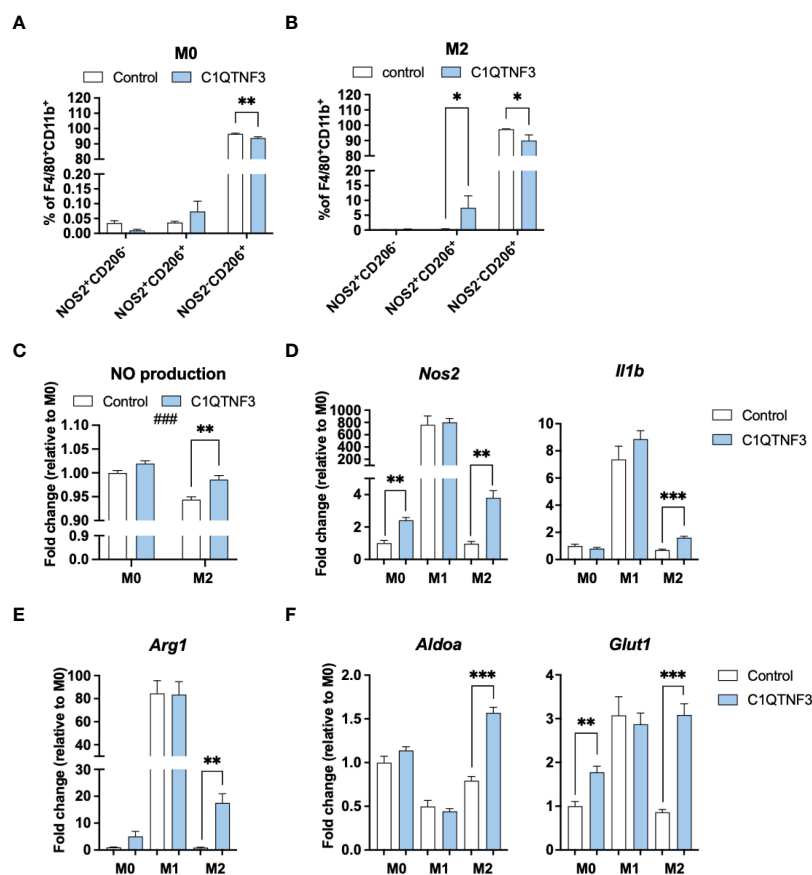 A
M0
Control C1QTNF3
% of F4/80⁺CD11b⁺
120
110
100
90
80
0.20
0.15
0.10
0.05
0.00
**
NOS2⁺CD206⁻
NOS2⁺CD206⁺
NOS2⁻CD206⁺
B
M2
control C1QTNF3
%of F4/80⁺CD11b⁺
120
110
100
90
80
20
15
10
5
0
* *
NOS2⁺CD206⁻
NOS2⁺CD206⁺
NOS2⁻CD206⁺
C
NO production
Control C1QTNF3
Fold change (relative to M0)
###
**
1.10
1.05
1.00
0.95
0.90
0.9
0.0
M0 M2
D
Nos2
Fold change (relative to M0)
1000
800
600
400
200
4
2
0
** **
M0 M1 M2
Il1b
10
8
6
4
2
0
***
M0 M1 M2
Control
C1QTNF3
E
Arg1
Fold change (relative to M0)
100
80
60
40
30
20
10
0
**
M0 M1 M2
F
Aldoa
Fold change (relative to M0)
2.0
1.5
1.0
0.5
0.0
***
M0 M1 M2
Glut1
4
3
2
1
0
** ***
M0 M1 M2
Control
C1QTNF3